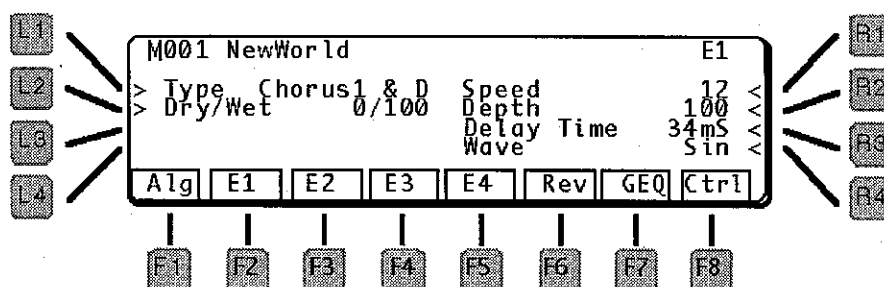 L1
R1
M001 NewWorld E1
L2
R2
> Type Chorus1 & D Speed 12 <
> Dry/Wet 0/100 Depth 100 <
Delay Time 34mS <
L3
R3
Wave Sin <
L4
R4
Alg E1 E2 E3 E4 Rev GEQ Ctrl
F1 F2 F3 F4 F5 F6 F7 F8